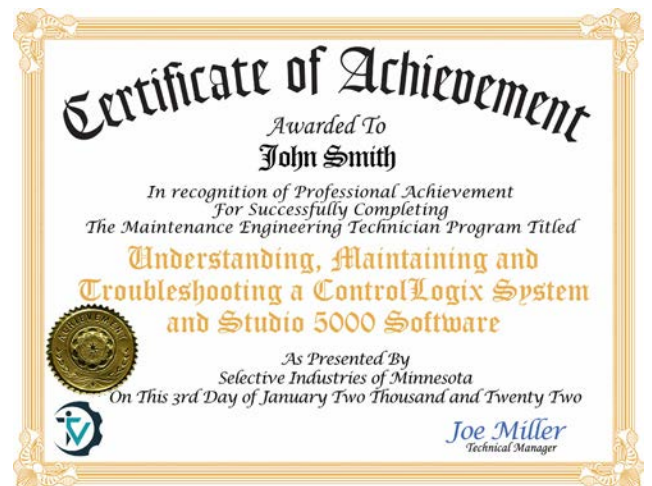 Certificate of Achievement
Awarded To
John Smith
In recognition of Professional Achievement
For Successfully Completing
The Maintenance Engineering Technician Program Titled
Understanding, Maintaining and
Troubleshooting a ControlLogix System
and Studio 5000 Software
ACHIEVEMENT
As Presented By
Selective Industries of Minnesota
On This 3rd Day of January Two Thousand and Twenty Two
Joe Miller
Technical Manager